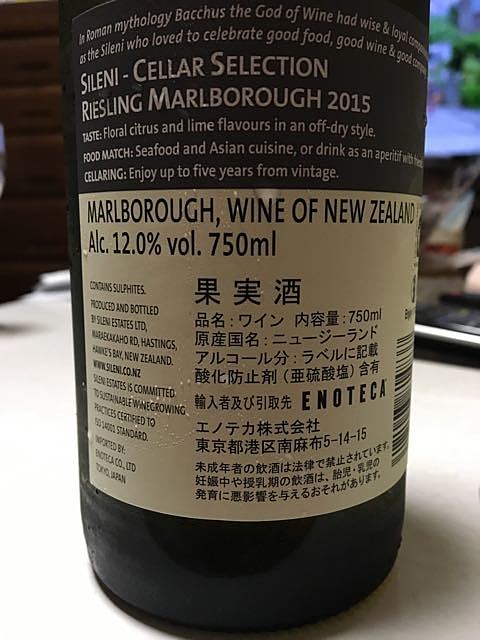 In Roman mythology Bacchus the God of Wine had wise & loyal
as the Sileni who loved to celebrate good food, good wine & good
SILENI - CELLAR SELECTION
RIESLING MARLBOROUGH 2015
TASTE: Floral citrus and lime flavours in an off-dry style.
FOOD MATCH: Seafood and Asian cuisine, or drink as an aperitif with
CELLARING: Enjoy up to five years from vintage.
MARLBOROUGH, WINE OF NEW ZEALAND
Alc. 12.0% vol. 750ml
CONTAINS SULPHITES.
PRODUCED AND BOTTLED
BY SILENI ESTATES LTD,
MARAEKAKAHO RD, HASTINGS,
HAWKE'S BAY, NEW ZEALAND.
WWW.SILENI.CO.NZ
SILENI ESTATES IS COMMITTED
TO SUSTAINABLE WINEGROWING
PRACTICES CERTIFIED TO
ISO 14001 STANDARD.
IMPORTED BY:
ENOTECA CO., LTD
TOKYO, JAPAN
果実酒
品名：ワイン 内容量：750ml
原産国名：ニュージーランド
アルコール分：ラベルに記載
酸化防止剤（亜硫酸塩）含有
輸入者及び引取先 ENOTECA
エノテカ株式会社
東京都港区南麻布5-14-15
未成年者の飲酒は法律で禁止されています。
妊娠中や授乳期の飲酒は、胎児・乳児の
発育に悪影響を与えるおそれがあります。